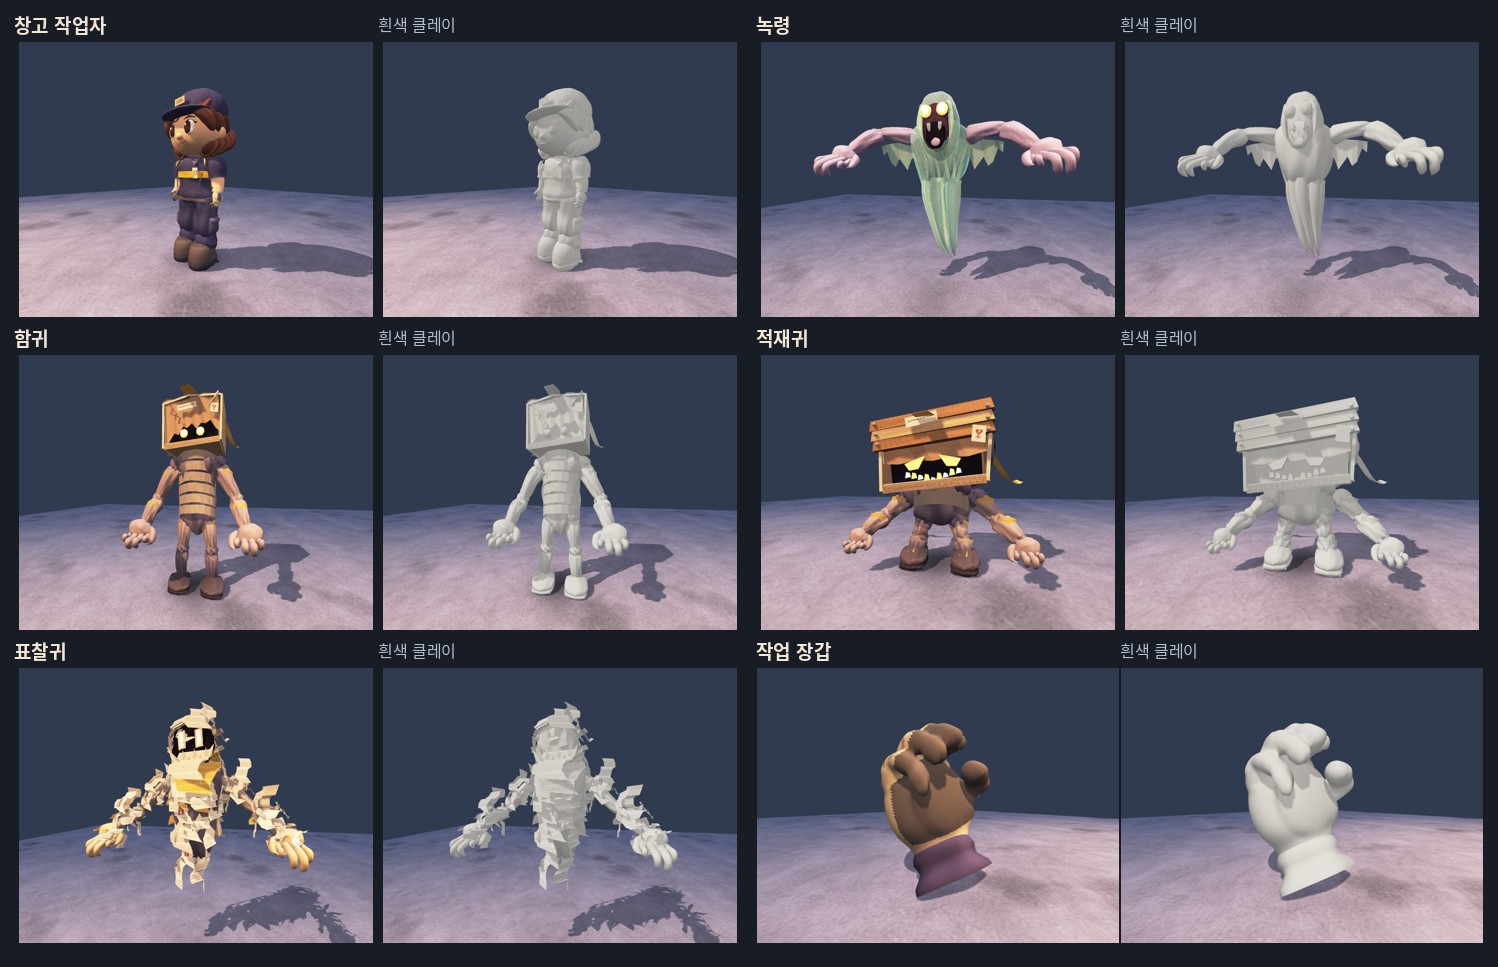 창고 작업자
흰색 클레이
녹령
흰색 클레이
함귀
흰색 클레이
적재귀
흰색 클레이
표찰귀
흰색 클레이
작업 장갑
흰색 클레이